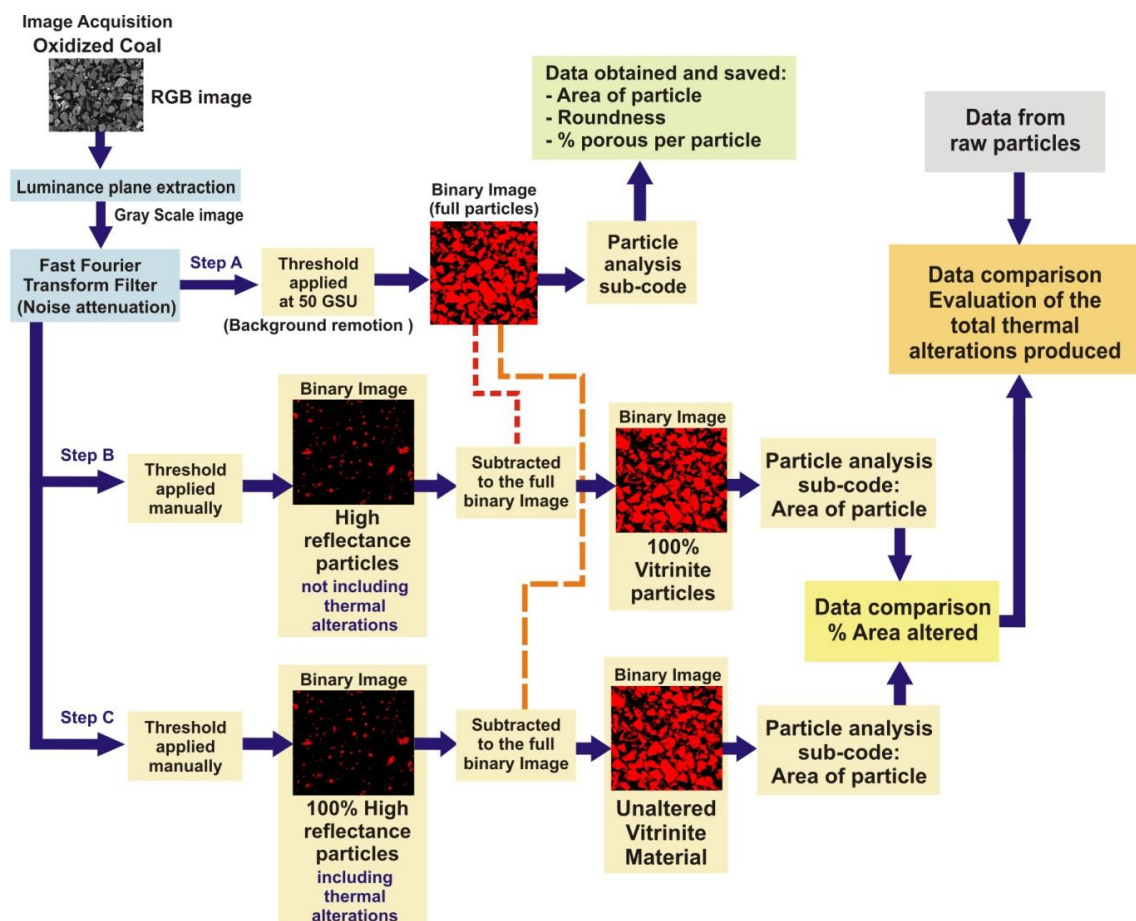 Image Acquisition
Oxidized Coal
RGB image
Luminance plane extraction
Gray Scale image
Fast Fourier
Transform Filter
(Noise attenuation)
Step A
Threshold
applied
at 50 GSU
(Background remotion )
Binary Image
(full particles)
Particle
analysis
sub-code
Data obtained and saved:
- Area of particle
- Roundness
- % porous per particle
Data from
raw particles
Data comparison
Evaluation of the
total thermal
alterations produced
Step B
Threshold
applied
manually
Binary Image
High
reflectance
particles
not including
thermal
alterations
Subtracted
to the full
binary Image
Binary Image
100%
Vitrinite
particles
Particle analysis
sub-code:
Area of particle
Data comparison
% Area altered
Step C
Threshold
applied
manually
Binary Image
100% High
reflectance
particles
including
thermal
alterations
Subtracted
to the full
binary Image
Binary Image
Unaltered
Vitrinite
Material
Particle analysis
sub-code:
Area of particle